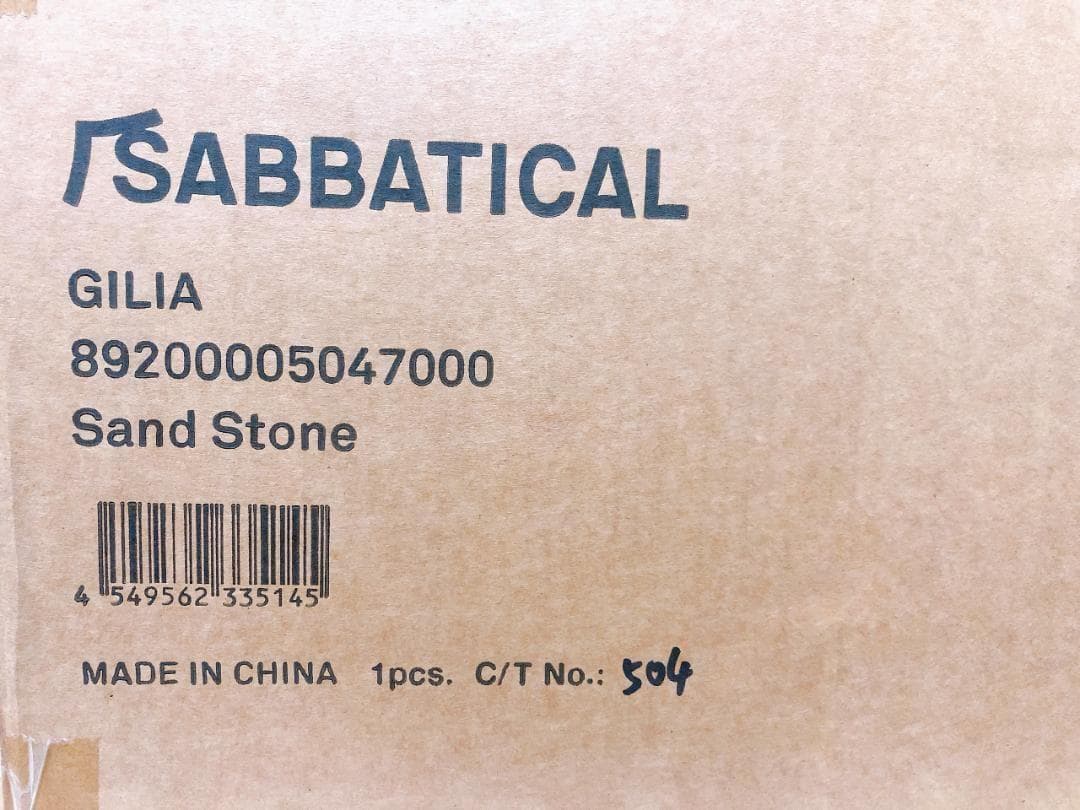 SABBATICAL
GILIA
89200005047000
Sand Stone
4 549562 335145
MADE IN CHINA 1pcs. C/T No.: 504